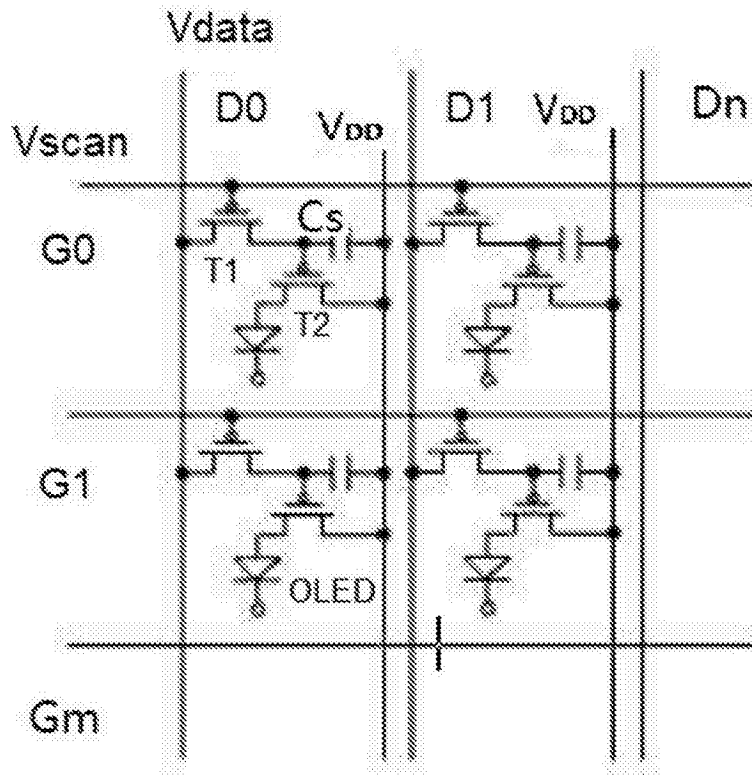 Vdata
D0 VDD D1 VDD Dn
Vscan
Cs
G0
T1
T2
G1
OLED
Gm